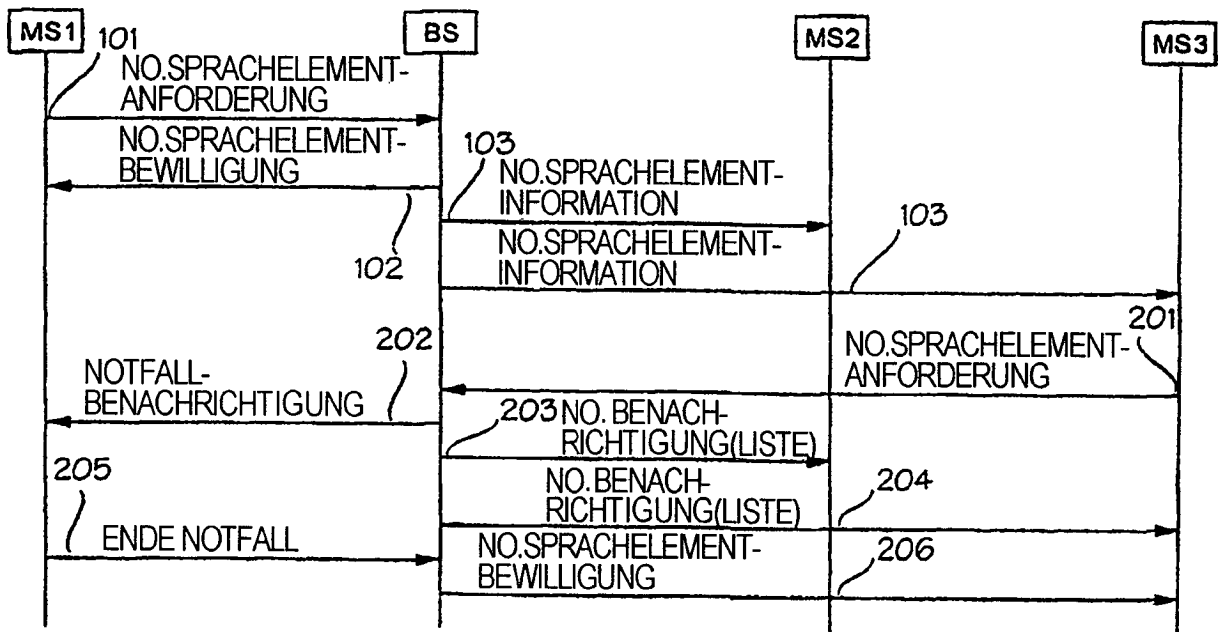 MS1
BS
MS2
MS3
101
NO.SPRACHELEMENT-
ANFORDERUNG
NO.SPRACHELEMENT-
BEWILLIGUNG
102
103
NO.SPRACHELEMENT-
INFORMATION
NO.SPRACHELEMENT-
INFORMATION
103
201
NO.SPRACHELEMENT-
ANFORDERUNG
202
NOTFALL-
BENACHRICHTIGUNG
203
NO. BENACH-
RICHTIGUNG(LISTE)
NO.BENACH-
RICHTIGUNG(LISTE)
204
205
ENDE NOTFALL
NO.SPRACHELEMENT-
BEWILLIGUNG
206